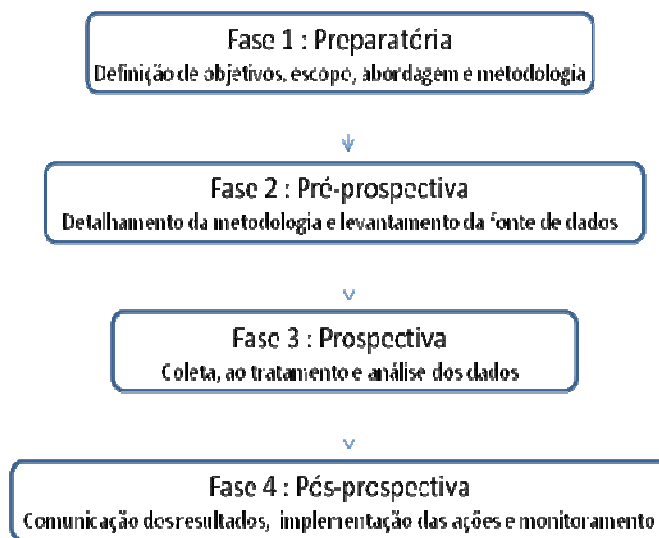 Fase 1 : Preparatória
Definição de objetivos, escopo, abordagem e metodologia
Fase 2 : Pré-prospectiva
Detalhamento da metodologia e levantamento da fonte de dados
Fase 3 : Prospectiva
Coleta, ao tratamento e análise dos dados
Fase 4 : Pós-prospectiva
Comunicação dos resultados, implementação das ações e monitoramento